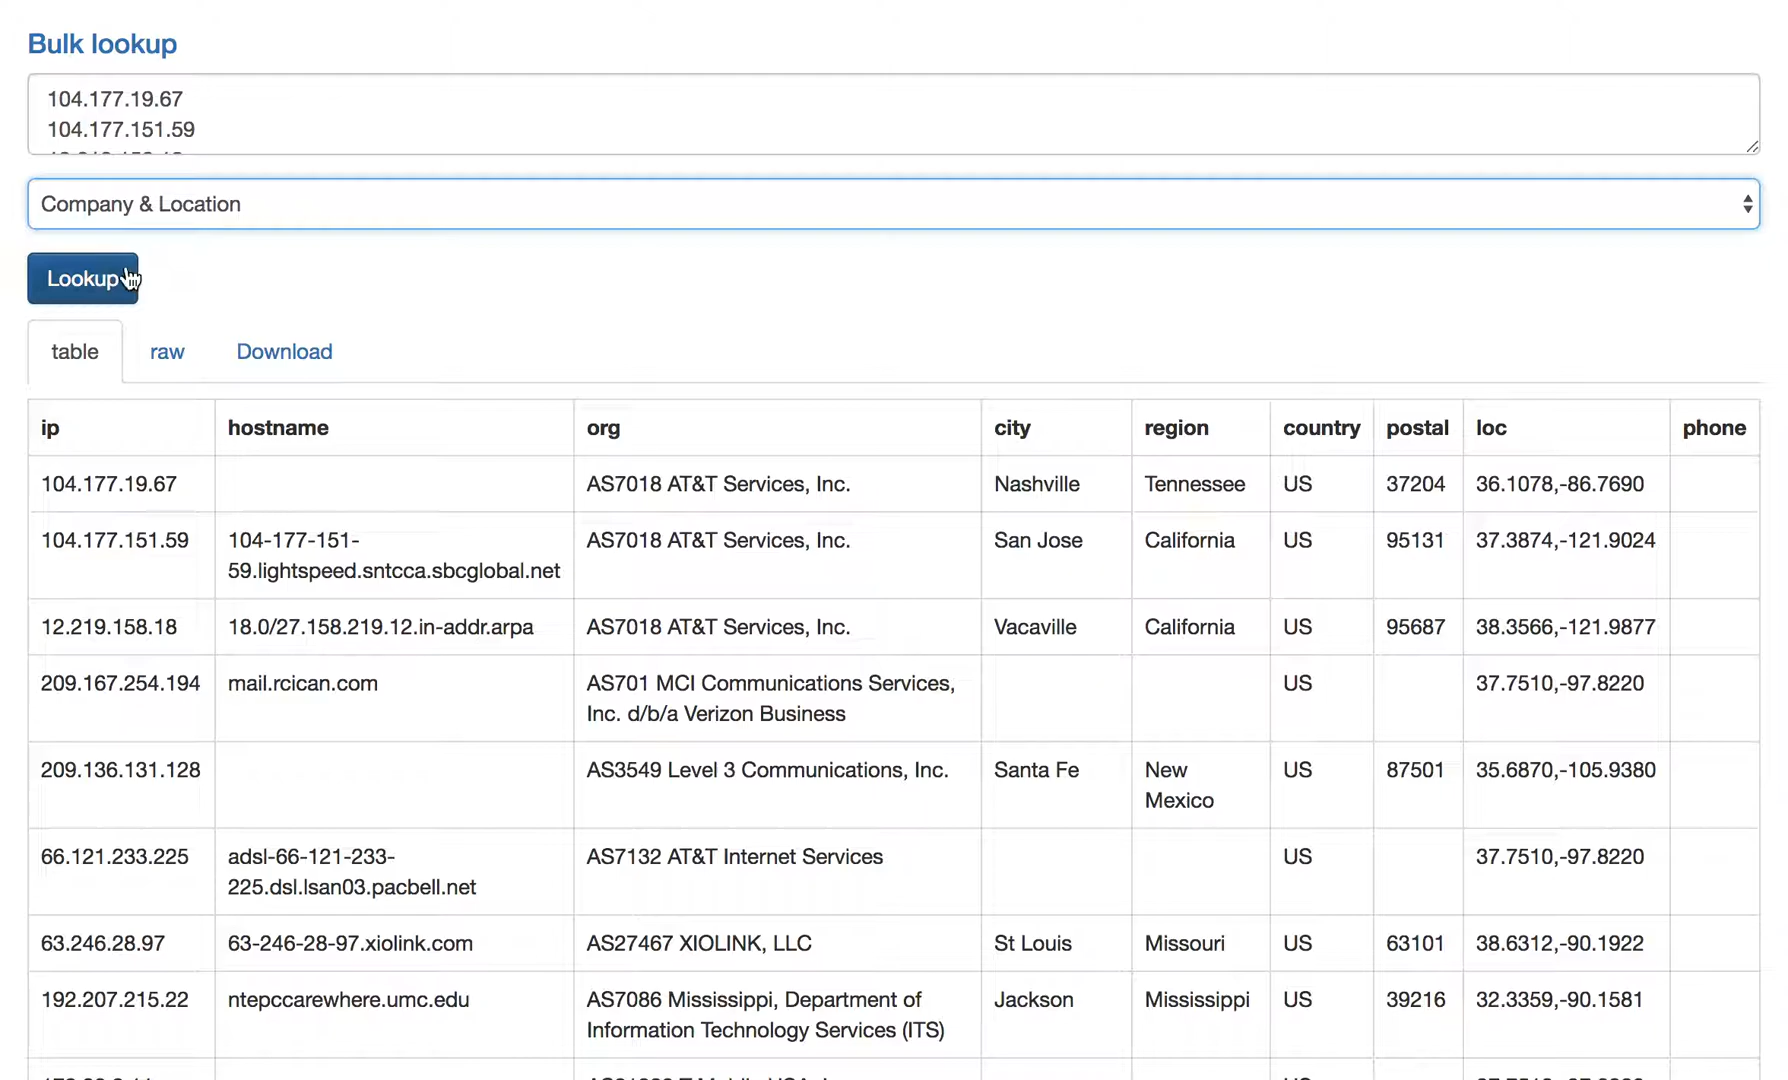 Bulk lookup
104.177.19.67
104.177.151.59
Company & Location
Lookup
table raw Download
ip hostname org city region country postal loc phone
104.177.19.67 AS7018 AT&T Services, Inc. Nashville Tennessee US 37204 36.1078,-86.7690
104.177.151.59 104-177-151- AS7018 AT&T Services, Inc. San Jose California US 95131 37.3874,-121.9024
59.lightspeed.sntcca.sbcglobal.net
12.219.158.18 18.0/27.158.219.12.in-addr.arpa AS7018 AT&T Services, Inc. Vacaville California US 95687 38.3566,-121.9877
209.167.254.194 mail.rcican.com AS701 MCI Communications Services, US 37.7510,-97.8220
Inc. d/b/a Verizon Business
209.136.131.128 AS3549 Level 3 Communications, Inc. Santa Fe New US 87501 35.6870,-105.9380
Mexico
66.121.233.225 adsl-66-121-233- AS7132 AT&T Internet Services US 37.7510,-97.8220
225.dsl.lsan03.pacbell.net
63.246.28.97 63-246-28-97.xiolink.com AS27467 XIOLINK, LLC St Louis Missouri US 63101 38.6312,-90.1922
192.207.215.22 ntepccarewhere.umc.edu AS7086 Mississippi, Department of Jackson Mississippi US 39216 32.3359,-90.1581
Information Technology Services (ITS)